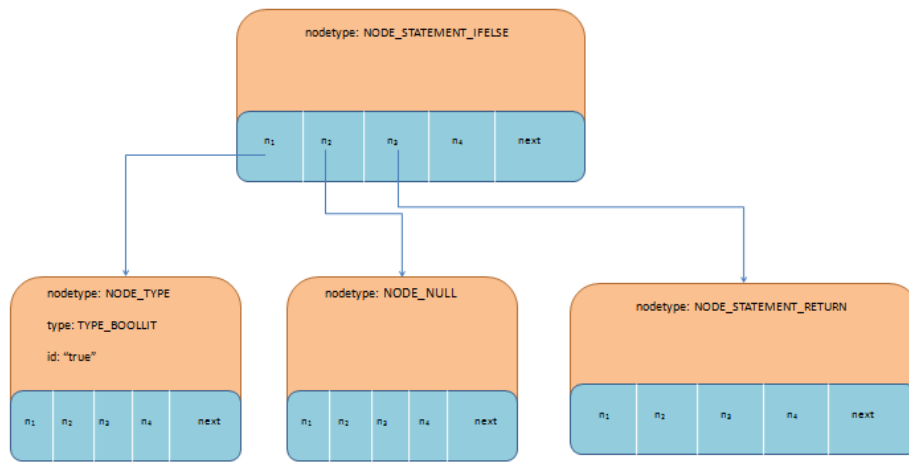 nodetype: NODE_STATEMENT_IFELSE
n₁ n₂ n₃ n₄ next
nodetype: NODE_TYPE
type: TYPE_BOOLLIT
id: “true”
n₁ n₂ n₃ n₄ next
nodetype: NODE_NULL
n₁ n₂ n₃ n₄ next
nodetype: NODE_STATEMENT_RETURN
n₁ n₂ n₃ n₄ next